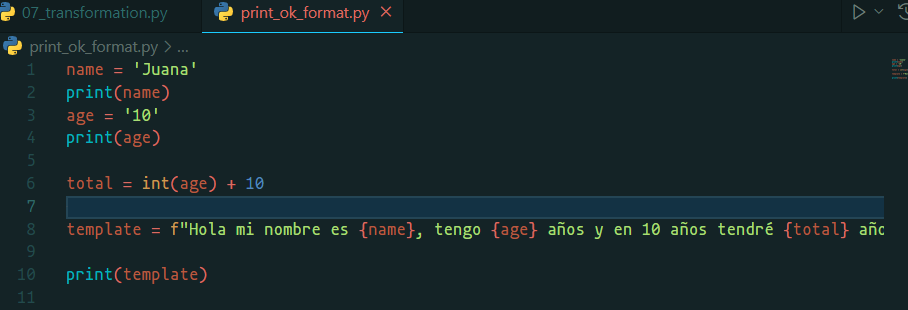 07_transformation.py print_ok_format.py
print_ok_format.py > ...
1 name = 'Juana'
2 print(name)
3 age = '10'
4 print(age)
5
6 total = int(age) + 10
7
8 template = f"Hola mi nombre es {name}, tengo {age} años y en 10 años tendré {total} año
9
10 print(template)
11